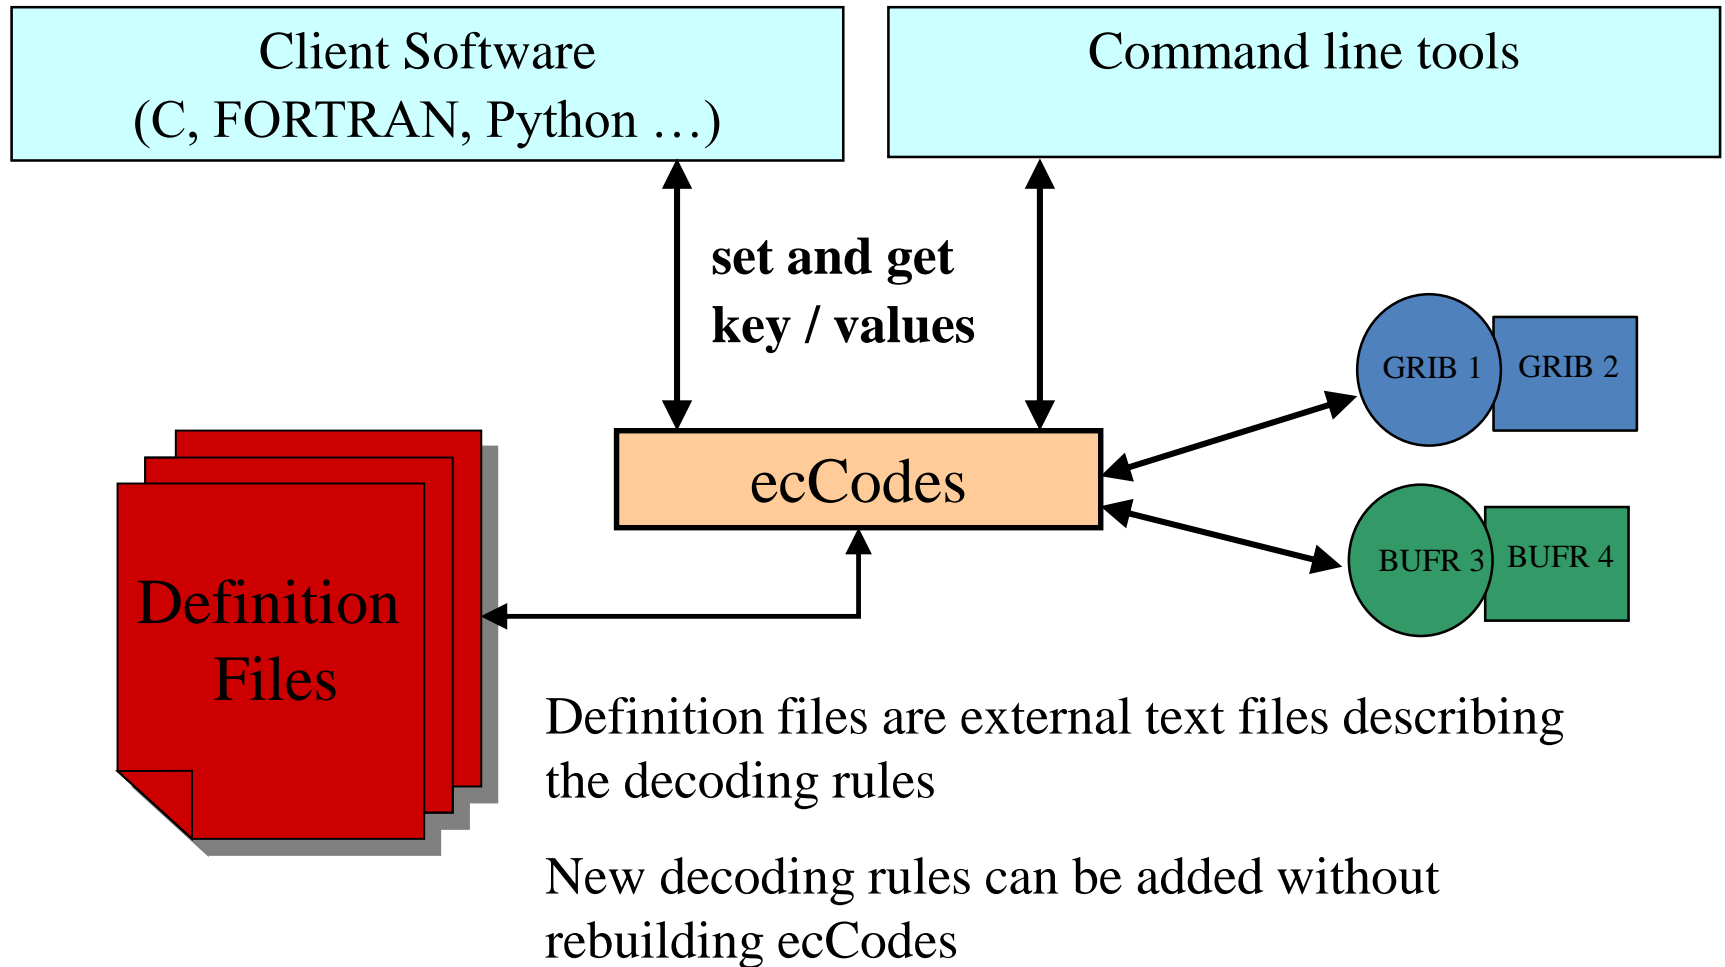 Client Software
(C, FORTRAN, Python …)
Command line tools
set and get
key / values
GRIB 1
GRIB 2
ecCodes
BUFR 3
BUFR 4
Definition
Files
Definition files are external text files describing
the decoding rules
New decoding rules can be added without
rebuilding ecCodes